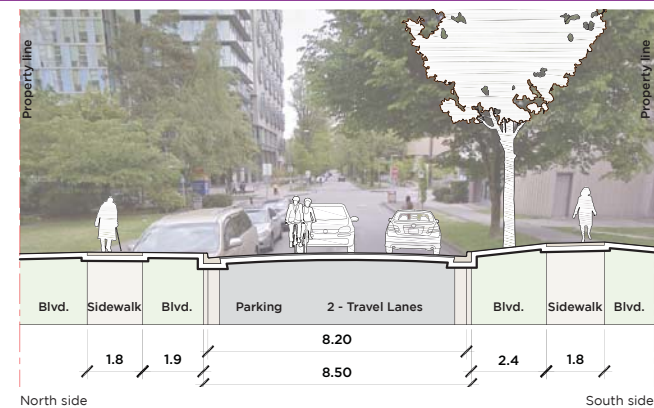 Property line
Property line
Blvd. Sidewalk Blvd. Parking 2 - Travel Lanes Blvd. Sidewalk Blvd.
8.20
1.8 1.9 2.4 1.8
8.50
North side South side